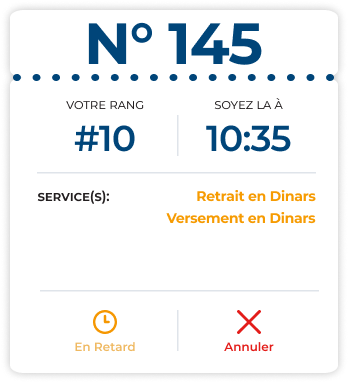 N° 145
VOTRE RANG
SOYEZ LA À
#10
10:35
SERVICE(S):
Retrait en Dinars
Versement en Dinars
En Retard
Annuler